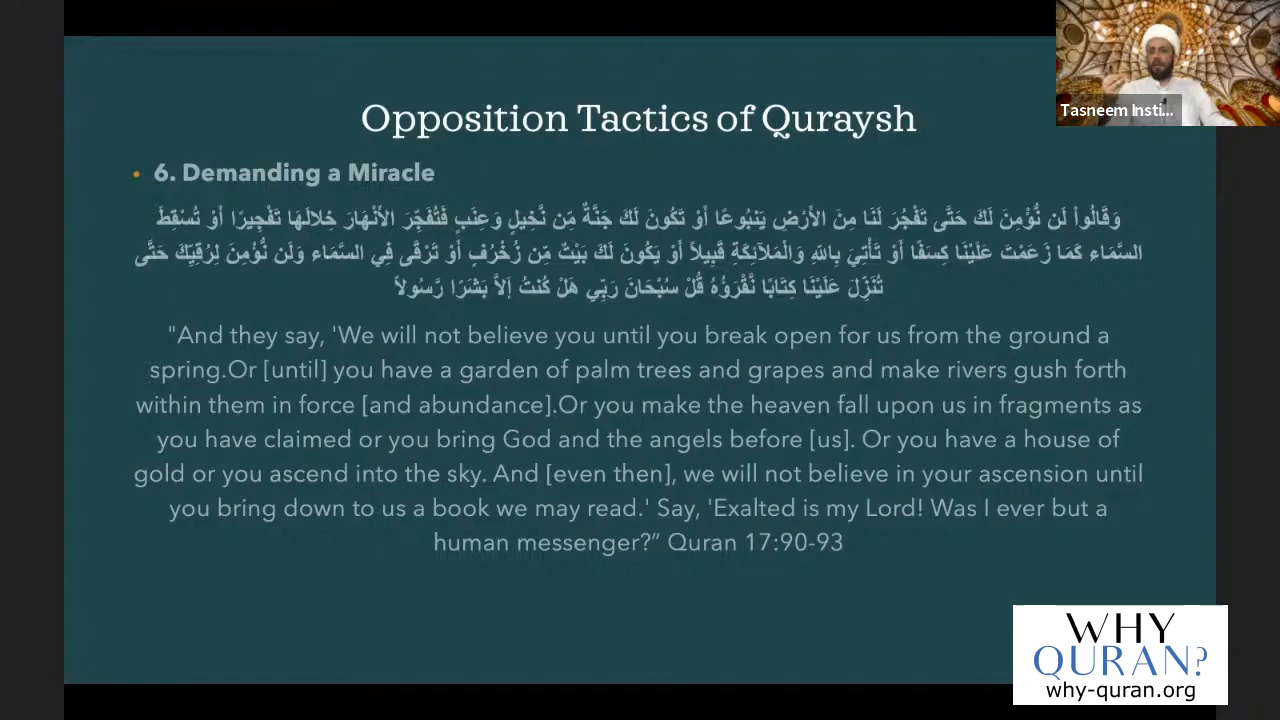 Tasneem Insti...
Opposition Tactics of Quraysh
• 6. Demanding a Miracle
وَقَالُواْ لَن نُّؤْمِنَ لَكَ حَتَّى تَفْجُرَ لَنَا مِنَ الأَرْضِ يَنبُوعًا أَوْ تَكُونَ لَكَ جَنَّةٌ مِّن نَّخِيلٍ وَعِنَبٍ فَتُفَجِّرَ الأَنْهَارَ خِلالَهَا تَفْجِيرًا أَوْ تُسْقِطَ
السَّمَاء كَمَا زَعَمْتَ عَلَيْنَا كِسَفًا أَوْ تَأْتِيَ بِاللّهِ وَالْمَلآئِكَةِ قَبِيلاً أَوْ يَكُونَ لَكَ بَيْتٌ مِّن زُخْرُفٍ أَوْ تَرْقَى فِي السَّمَاء وَلَن نُّؤْمِنَ لِرُقِيِّكَ حَتَّى
تُنَزِّلَ عَلَيْنَا كِتَابًا نَّقْرَؤُهُ قُلْ سُبْحَانَ رَبِّي هَلْ كُنتُ إَلاَّ بَشَرًا رَّسُولاً
"And they say, 'We will not believe you until you break open for us from the ground a
spring.Or [until] you have a garden of palm trees and grapes and make rivers gush forth
within them in force [and abundance].Or you make the heaven fall upon us in fragments as
you have claimed or you bring God and the angels before [us]. Or you have a house of
gold or you ascend into the sky. And [even then], we will not believe in your ascension until
you bring down to us a book we may read.' Say, 'Exalted is my Lord! Was I ever but a
human messenger?” Quran 17:90-93
WHY
QURAN?
why-quran.org